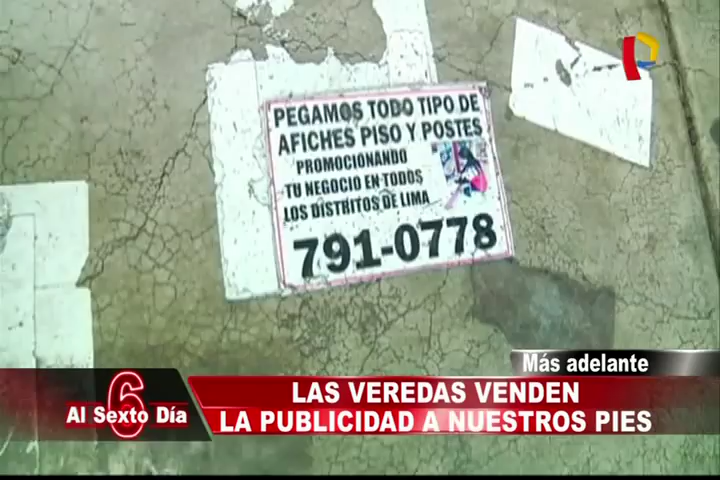 PEGAMOS TODO TIPO DE
AFICHES PISO Y POSTES
PROMOCIONANDO
TU NEGOCIO EN TODOS
LOS DISTRITOS DE LIMA
791-0778
Más adelante
6
Al Sexto Día
LAS VEREDAS VENDEN
LA PUBLICIDAD A NUESTROS PIES